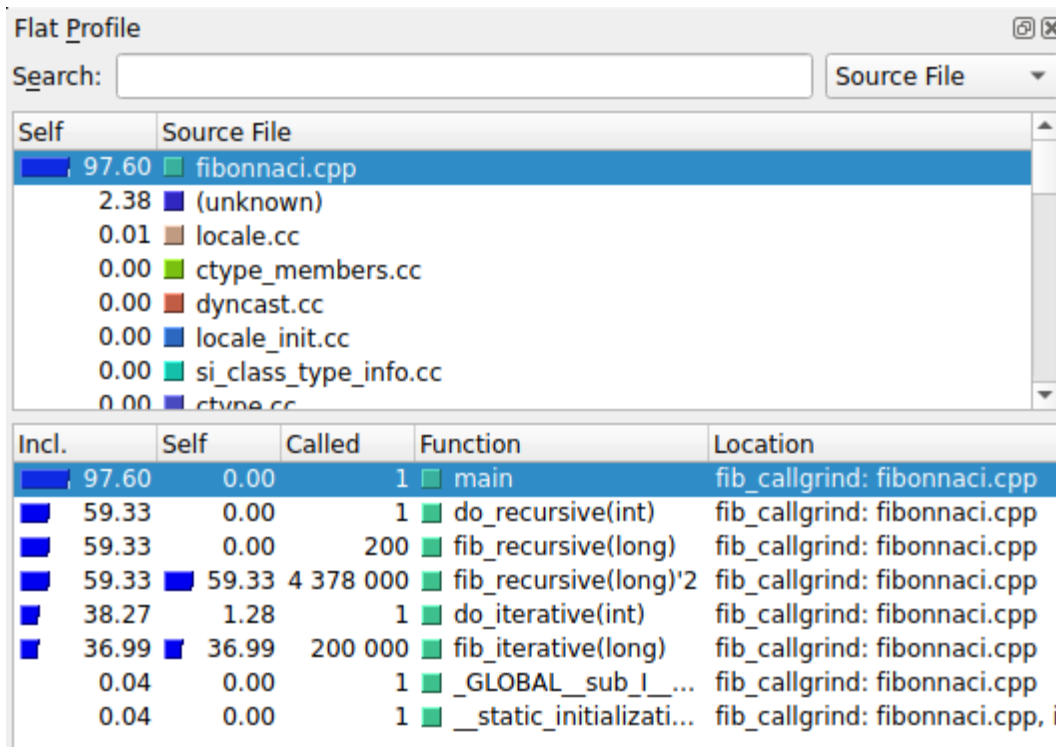 Flat Profile
Search: Source File
Self Source File
97.60 fibonnaci.cpp
2.38 (unknown)
0.01 locale.cc
0.00 ctype_members.cc
0.00 dyncast.cc
0.00 locale_init.cc
0.00 si_class_type_info.cc
0.00 ctype.cc
Incl. Self Called Function Location
97.60 0.00 1 main fib_callgrind: fibonnaci.cpp
59.33 0.00 1 do_recursive(int) fib_callgrind: fibonnaci.cpp
59.33 0.00 200 fib_recursive(long) fib_callgrind: fibonnaci.cpp
59.33 59.33 4 378 000 fib_recursive(long)'2 fib_callgrind: fibonnaci.cpp
38.27 1.28 1 do_iterative(int) fib_callgrind: fibonnaci.cpp
36.99 36.99 200 000 fib_iterative(long) fib_callgrind: fibonnaci.cpp
0.04 0.00 1 _GLOBAL__sub_I__... fib_callgrind: fibonnaci.cpp
0.04 0.00 1 __static_initializati... fib_callgrind: fibonnaci.cpp, i